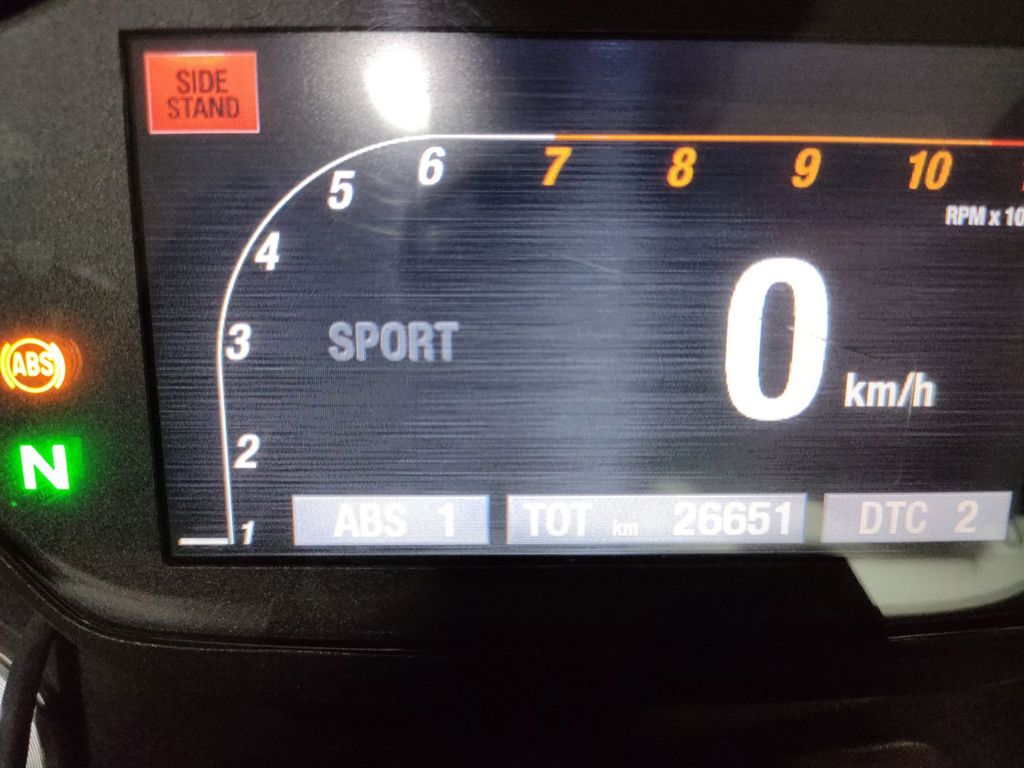 SIDE
STAND
5 6 7 8 9 10
4
RPM x 10
3
SPORT
0 km/h
ABS
2
N
1
ABS 1
TOT km 26651
DTC 2